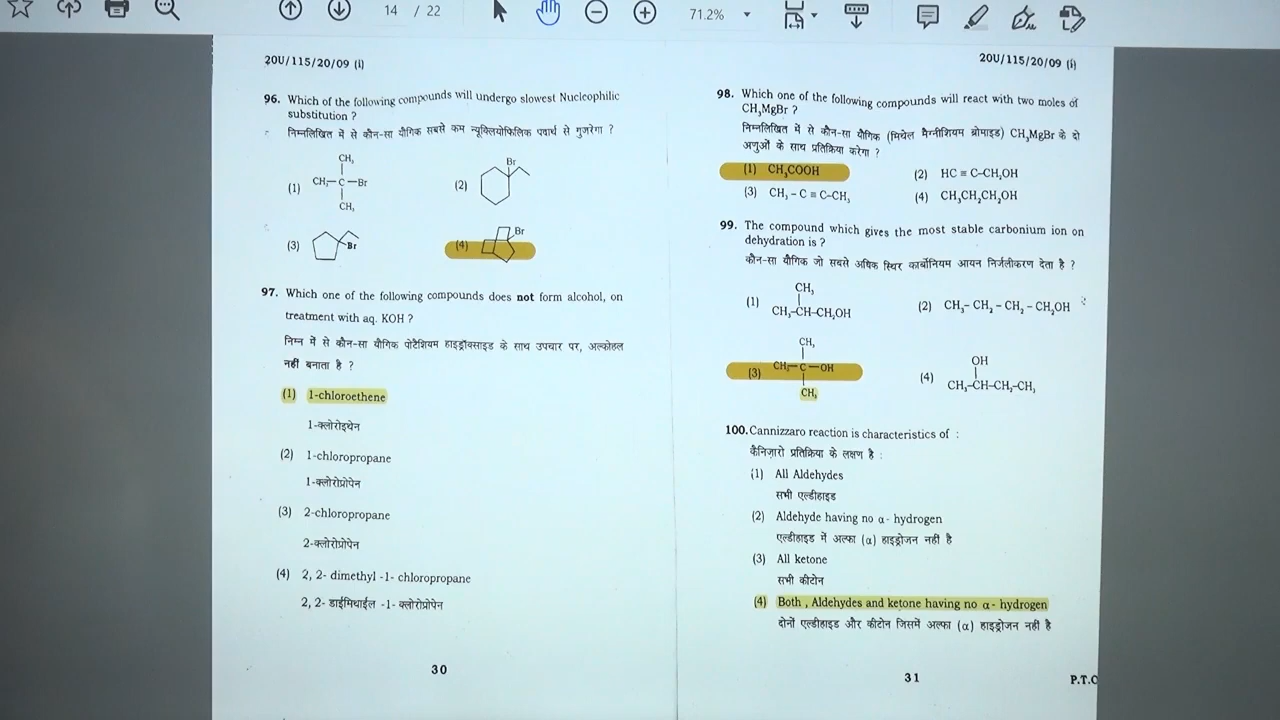 14 / 22
71.2%
20U/115/20/09 (i)
96. Which of the following compounds will undergo slowest Nucleophilic
substitution ?
निम्नलिखित में से कौन-सा यौगिक सबसे कम न्यूक्लियोफिलिक पदार्थ से गुजरेगा ?
(1) CH₃
CH₃—C—Br
CH₃
(2) Br
(3) Br
(4) Br
97. Which one of the following compounds does not form alcohol, on
treatment with aq. KOH ?
निम्न में से कौन-सा यौगिक पोटैशियम हाइड्रॉक्साइड के साथ उपचार पर, अल्कोहल
नहीं बनाता है ?
(1) 1-chloroethene
1-क्लोरोइथेन
(2) 1-chloropropane
1-क्लोरोप्रोपेन
(3) 2-chloropropane
2-क्लोरोप्रोपेन
(4) 2, 2- dimethyl -1- chloropropane
2, 2- डाईमिथाईल -1- क्लोरोप्रोपेन
30
20U/115/20/09 (i)
98. Which one of the following compounds will react with two moles of
CH₃MgBr ?
निम्नलिखित में से कौन-सा यौगिक (मिथेल मैग्नीशियम ब्रोमाइड) CH₃MgBr के दो
अणुओं के साथ प्रतिक्रिया करेगा ?
(1) CH₃COOH
(2) HC ≡ C–CH₂OH
(3) CH₃ – C ≡ C–CH₃
(4) CH₃CH₂CH₂OH
99. The compound which gives the most stable carbonium ion on
dehydration is ?
कौन-सा यौगिक जो सबसे अधिक स्थिर कार्बोनियम आयन निर्जलीकरण देता है ?
(1) CH₃
CH₃–CH–CH₂OH
(2) CH₃– CH₂ – CH₂ – CH₂OH
(3) CH₃
CH₃—C—OH
CH₃
(4) OH
CH₃–CH–CH₂–CH₃
100. Cannizzaro reaction is characteristics of :
कैनिज़ारो प्रतिक्रिया के लक्षण है :
(1) All Aldehydes
सभी एल्डीहाइड
(2) Aldehyde having no α- hydrogen
एल्डीहाइड में अल्फा (α) हाइड्रोजन नहीं है
(3) All ketone
सभी कीटोन
(4) Both , Aldehydes and ketone having no α- hydrogen
दोनों एल्डीहाइड और कीटोन जिसमें अल्फा (α) हाइड्रोजन नहीं है
31
P.T.O